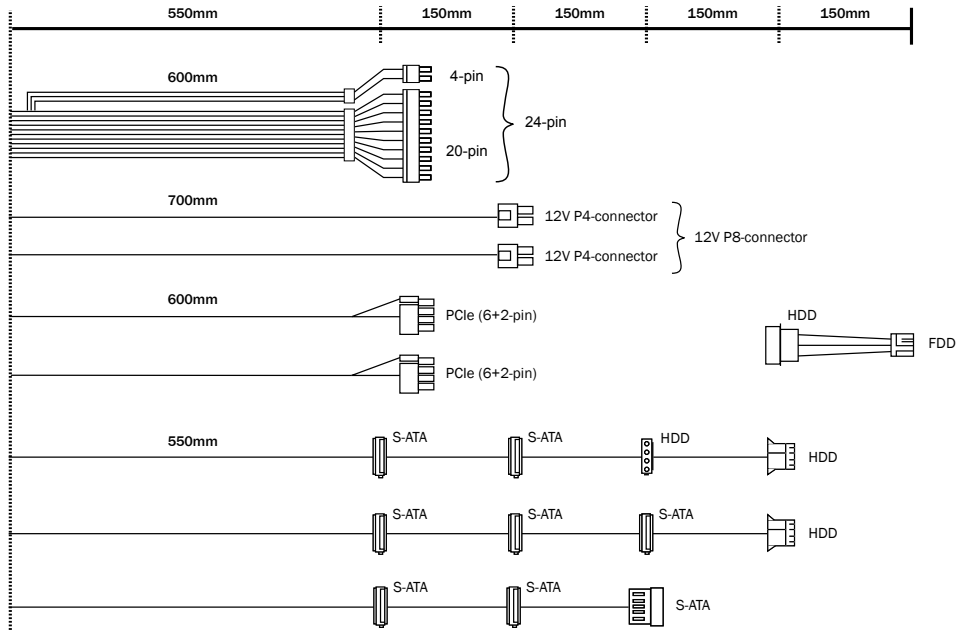 550mm 150mm 150mm 150mm 150mm
600mm
4-pin
24-pin
20-pin
700mm
12V P4-connector
12V P8-connector
12V P4-connector
600mm
PCIe (6+2-pin)
HDD
FDD
PCIe (6+2-pin)
550mm
S-ATA S-ATA HDD
HDD
S-ATA S-ATA S-ATA
HDD
S-ATA S-ATA
S-ATA